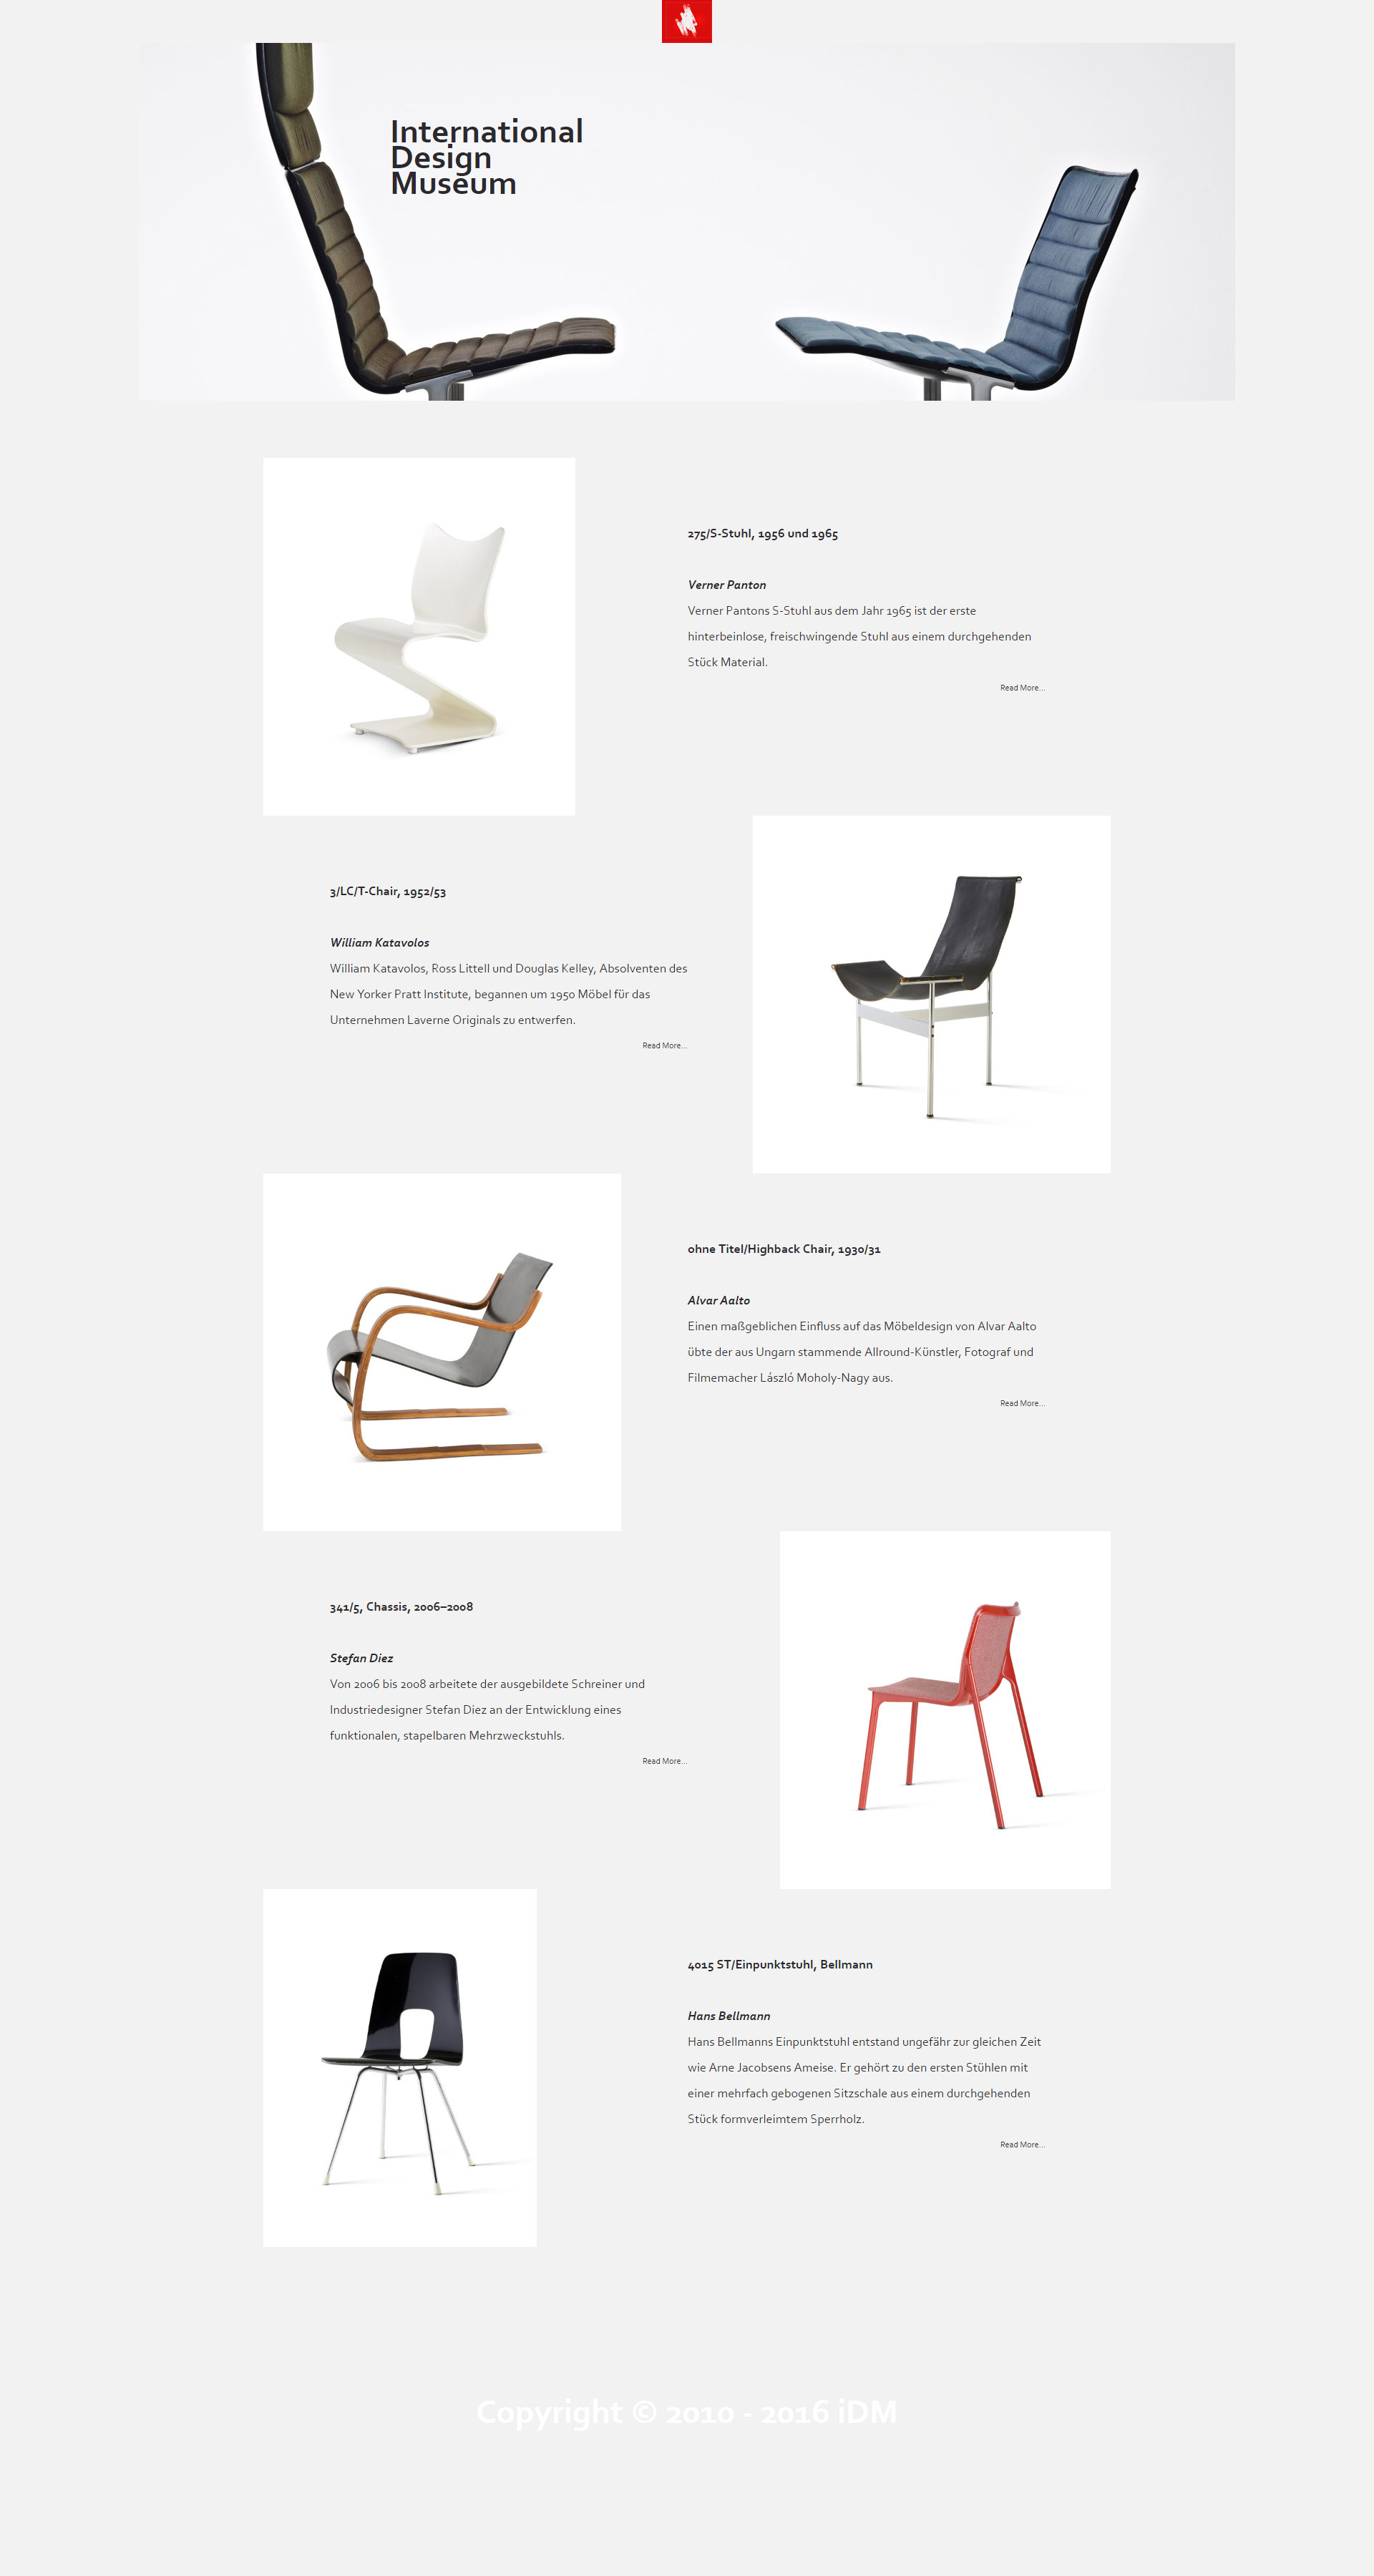 International
Design
Museum
275/S-Stuhl, 1956 und 1965
Verner Panton
Verner Pantons S-Stuhl aus dem Jahr 1965 ist der erste
hinterbeinlose, freischwingende Stuhl aus einem durchgehenden
Stück Material.
Read More...
3/LC/T-Chair, 1952/53
William Katavolos
William Katavolos, Ross Littell und Douglas Kelley, Absolventen des
New Yorker Pratt Institute, begannen um 1950 Möbel für das
Unternehmen Laverne Originals zu entwerfen.
Read More...
ohne Titel/Highback Chair, 1930/31
Alvar Aalto
Einen maßgeblichen Einfluss auf das Möbeldesign von Alvar Aalto
übte der aus Ungarn stammende Allround-Künstler, Fotograf und
Filmemacher László Moholy-Nagy aus.
Read More...
341/5, Chassis, 2006–2008
Stefan Diez
Von 2006 bis 2008 arbeitete der ausgebildete Schreiner und
Industriedesigner Stefan Diez an der Entwicklung eines
funktionalen, stapelbaren Mehrzweckstuhls.
Read More...
4015 ST/Einpunktstuhl, Bellmann
Hans Bellmann
Hans Bellmanns Einpunktstuhl entstand ungefähr zur gleichen Zeit
wie Arne Jacobsens Ameise. Er gehört zu den ersten Stühlen mit
einer mehrfach gebogenen Sitzschale aus einem durchgehenden
Stück formverleimtem Sperrholz.
Read More...
Copyright © 2010 - 2016 iDM